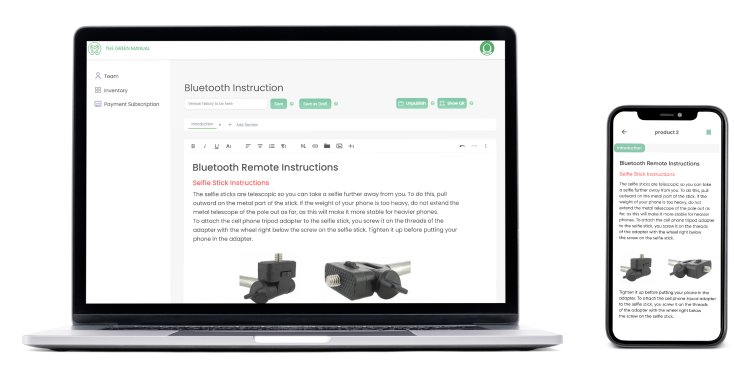 THE GREEN MANUAL
Team
Inventory
Payment Subscription
Bluetooth Instruction
Version history to be here
Save
Save as Draft
Unpublish
Show QR
Introduction
+ Add Section
B I U
Bluetooth Remote Instructions
Selfie Stick Instructions
The selfie sticks are telescopic so you can take a selfie further away from you. To do this, pull
outward on the metal part of the stick. If the weight of your phone is too heavy, do not extend the
metal telescope of the pole out as far, as this will make it more stable for heavier phones.
To attach the cell phone tripod adapter to the selfie stick, you screw it on the threads of the
adapter with the wheel right below the screw on the selfie stick. Tighten it up before putting your
phone in the adapter.
product 2
Introduction
Bluetooth Remote Instructions
Selfie Stick Instructions
The selfie sticks are telescopic so you can take
a selfie further away from you. To do this, pull
outward on the metal part of the stick. If the
weight of your phone is too heavy, do not
extend the metal telescope of the pole out as
far, as this will make it more stable for heavier
phones. To attach the cell phone tripod
adapter to the selfie stick, you screw it on the threads
of the adapter with the wheel right below
the screw on the selfie stick.
Tighten it up before putting your phone in the
adapter. To attach the cell phone tripod adapter
to the selfie stick, you screw it on the threads
of the adapter with the wheel right below
the screw on the selfie stick.